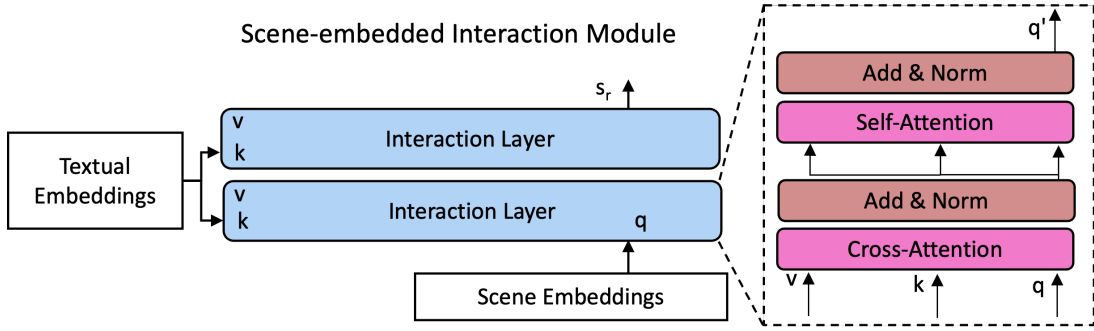 Scene-embedded Interaction Module
s_r
v
k
Interaction Layer
Textual
Embeddings
v
k
Interaction Layer
q
Scene Embeddings
q'
Add & Norm
Self-Attention
Add & Norm
Cross-Attention
v
k
q